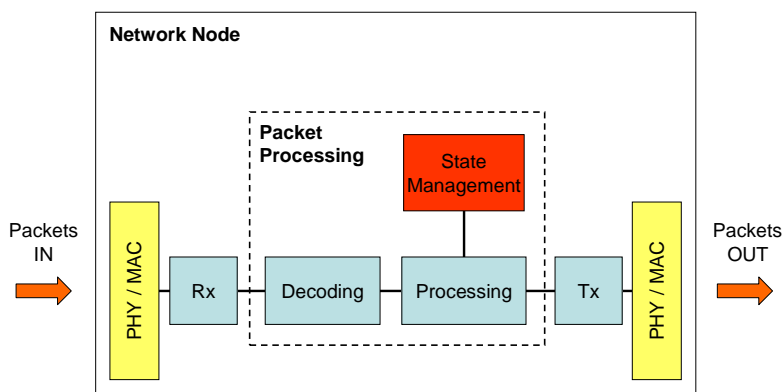 Network Node
Packet
Processing
State
Management
Packets
IN
PHY / MAC
Rx
Decoding
Processing
Tx
PHY / MAC
Packets
OUT